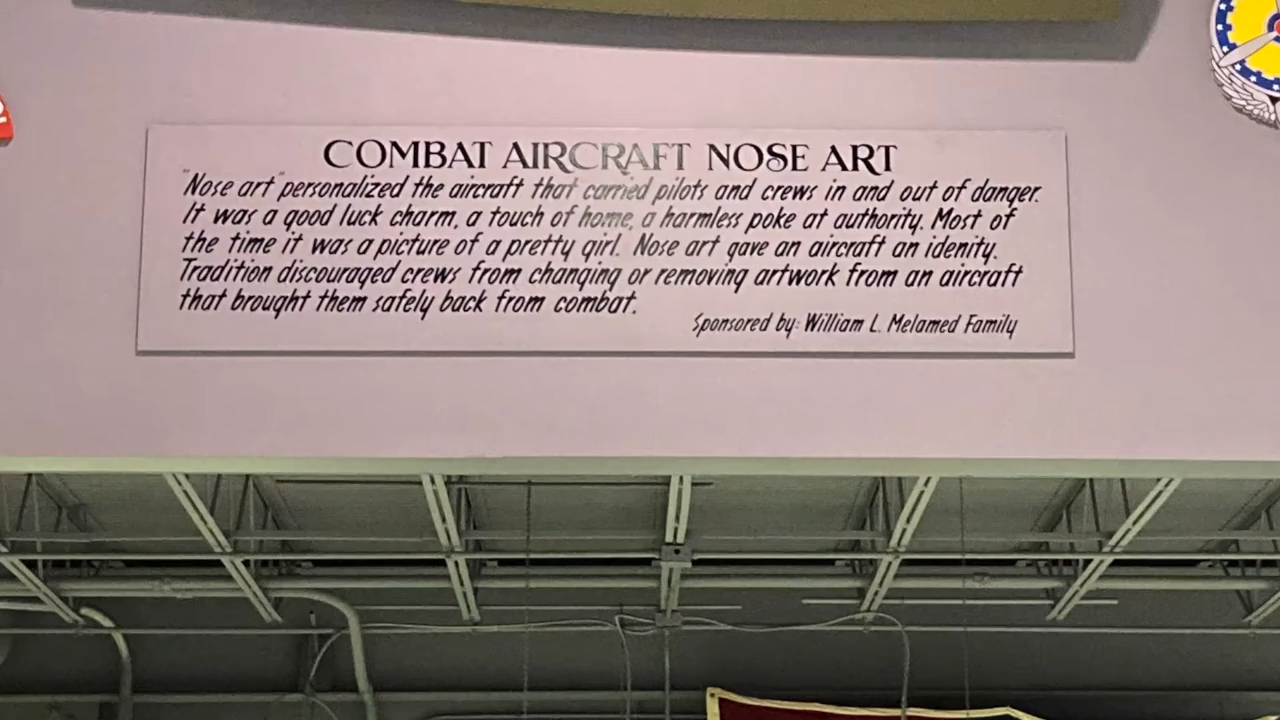 COMBAT AIRCRAFT NOSE ART
"Nose art" personalized the aircraft that carried pilots and crews in and out of danger.
It was a good luck charm, a touch of home, a harmless poke at authority. Most of
the time it was a picture of a pretty girl. Nose art gave an aircraft an idenity.
Tradition discouraged crews from changing or removing artwork from an aircraft
that brought them safely back from combat.
Sponsored by: William L. Melamed Family